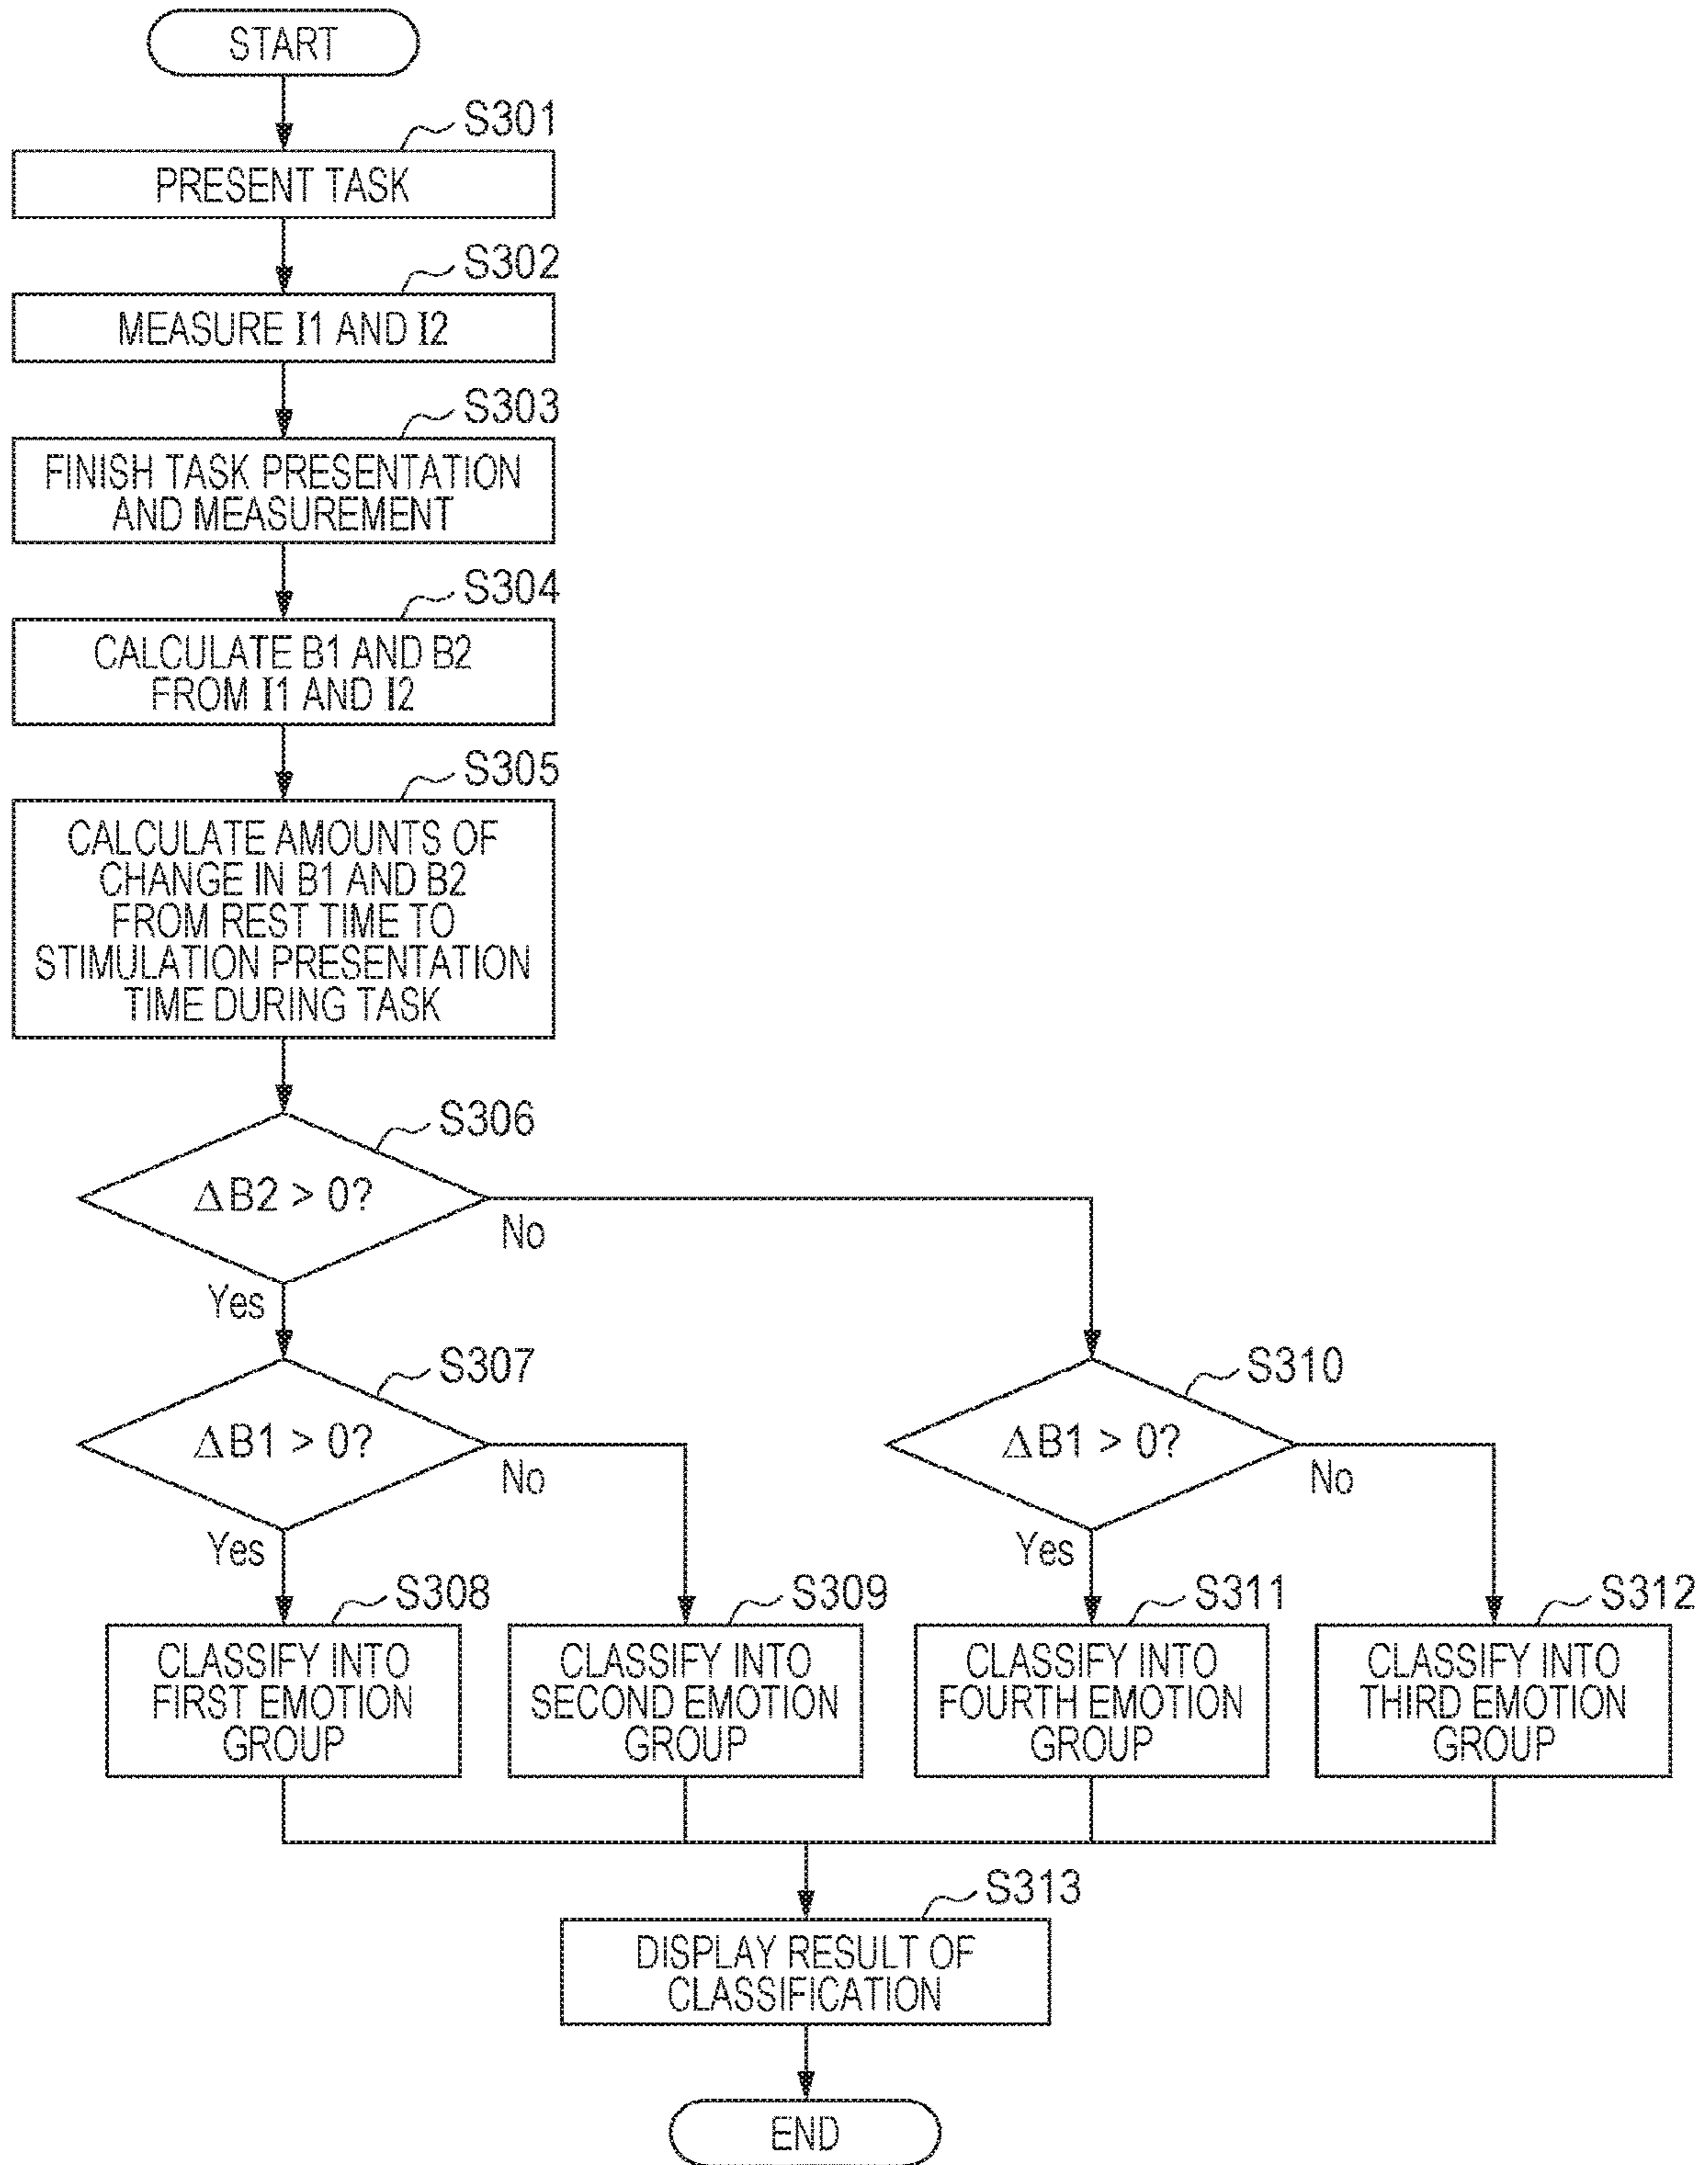 START
S301
PRESENT TASK
S302
MEASURE I1 AND I2
S303
FINISH TASK PRESENTATION
AND MEASUREMENT
S304
CALCULATE B1 AND B2
FROM I1 AND I2
S305
CALCULATE AMOUNTS OF
CHANGE IN B1 AND B2
FROM REST TIME TO
STIMULATION PRESENTATION
TIME DURING TASK
S306
ΔB2 > 0?
No
Yes
S307
ΔB1 > 0?
No
Yes
S310
ΔB1 > 0?
No
Yes
S308
CLASSIFY INTO
FIRST EMOTION
GROUP
S309
CLASSIFY INTO
SECOND EMOTION
GROUP
S311
CLASSIFY INTO
FOURTH EMOTION
GROUP
S312
CLASSIFY INTO
THIRD EMOTION
GROUP
S313
DISPLAY RESULT OF
CLASSIFICATION
END